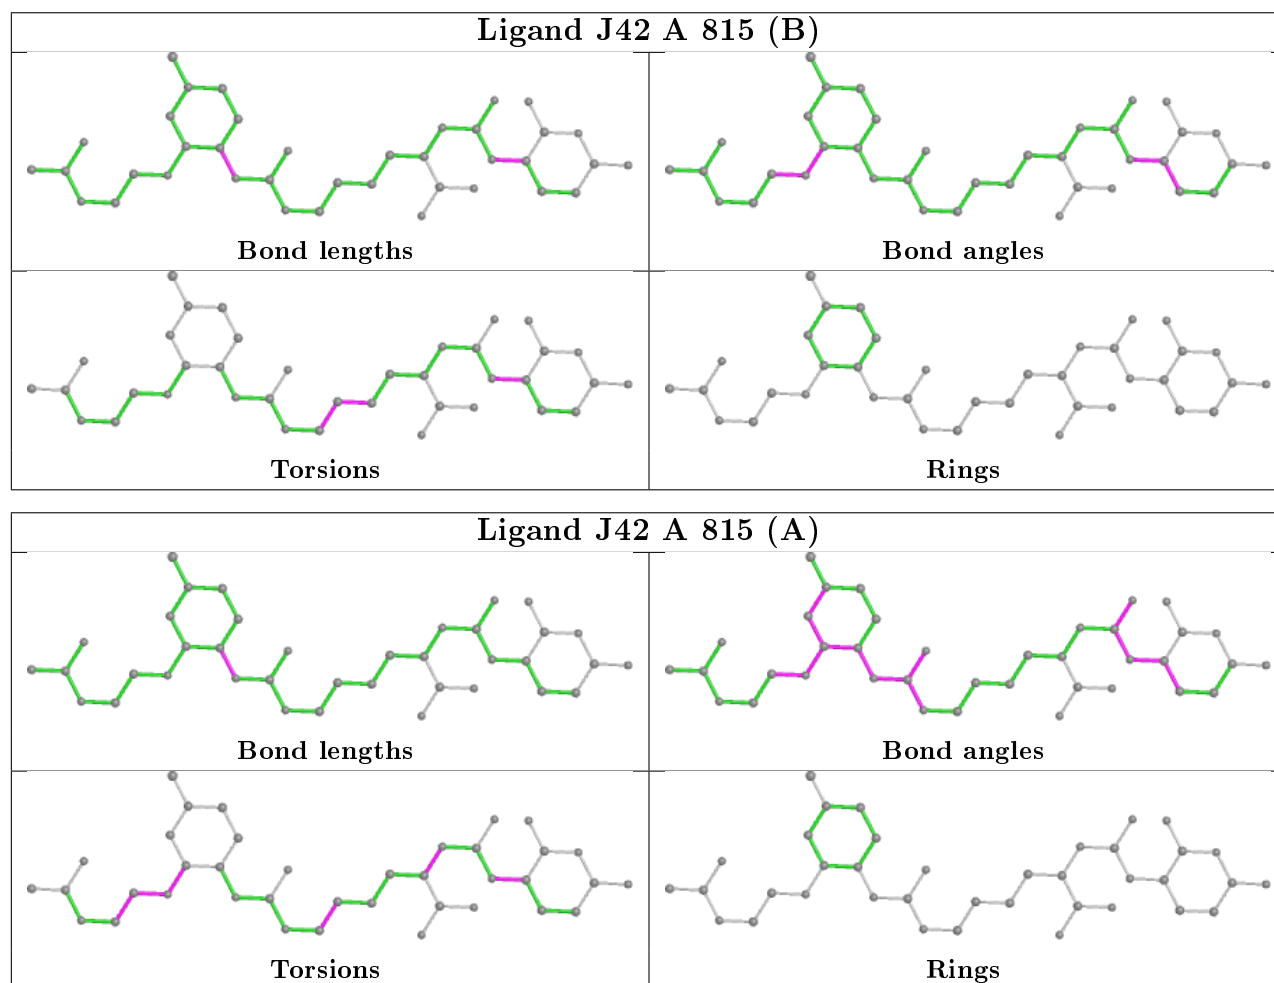 Ligand J42 A 815 (B)
Bond lengths
Bond angles
Torsions
Rings
Ligand J42 A 815 (A)
Bond lengths
Bond angles
Torsions
Rings